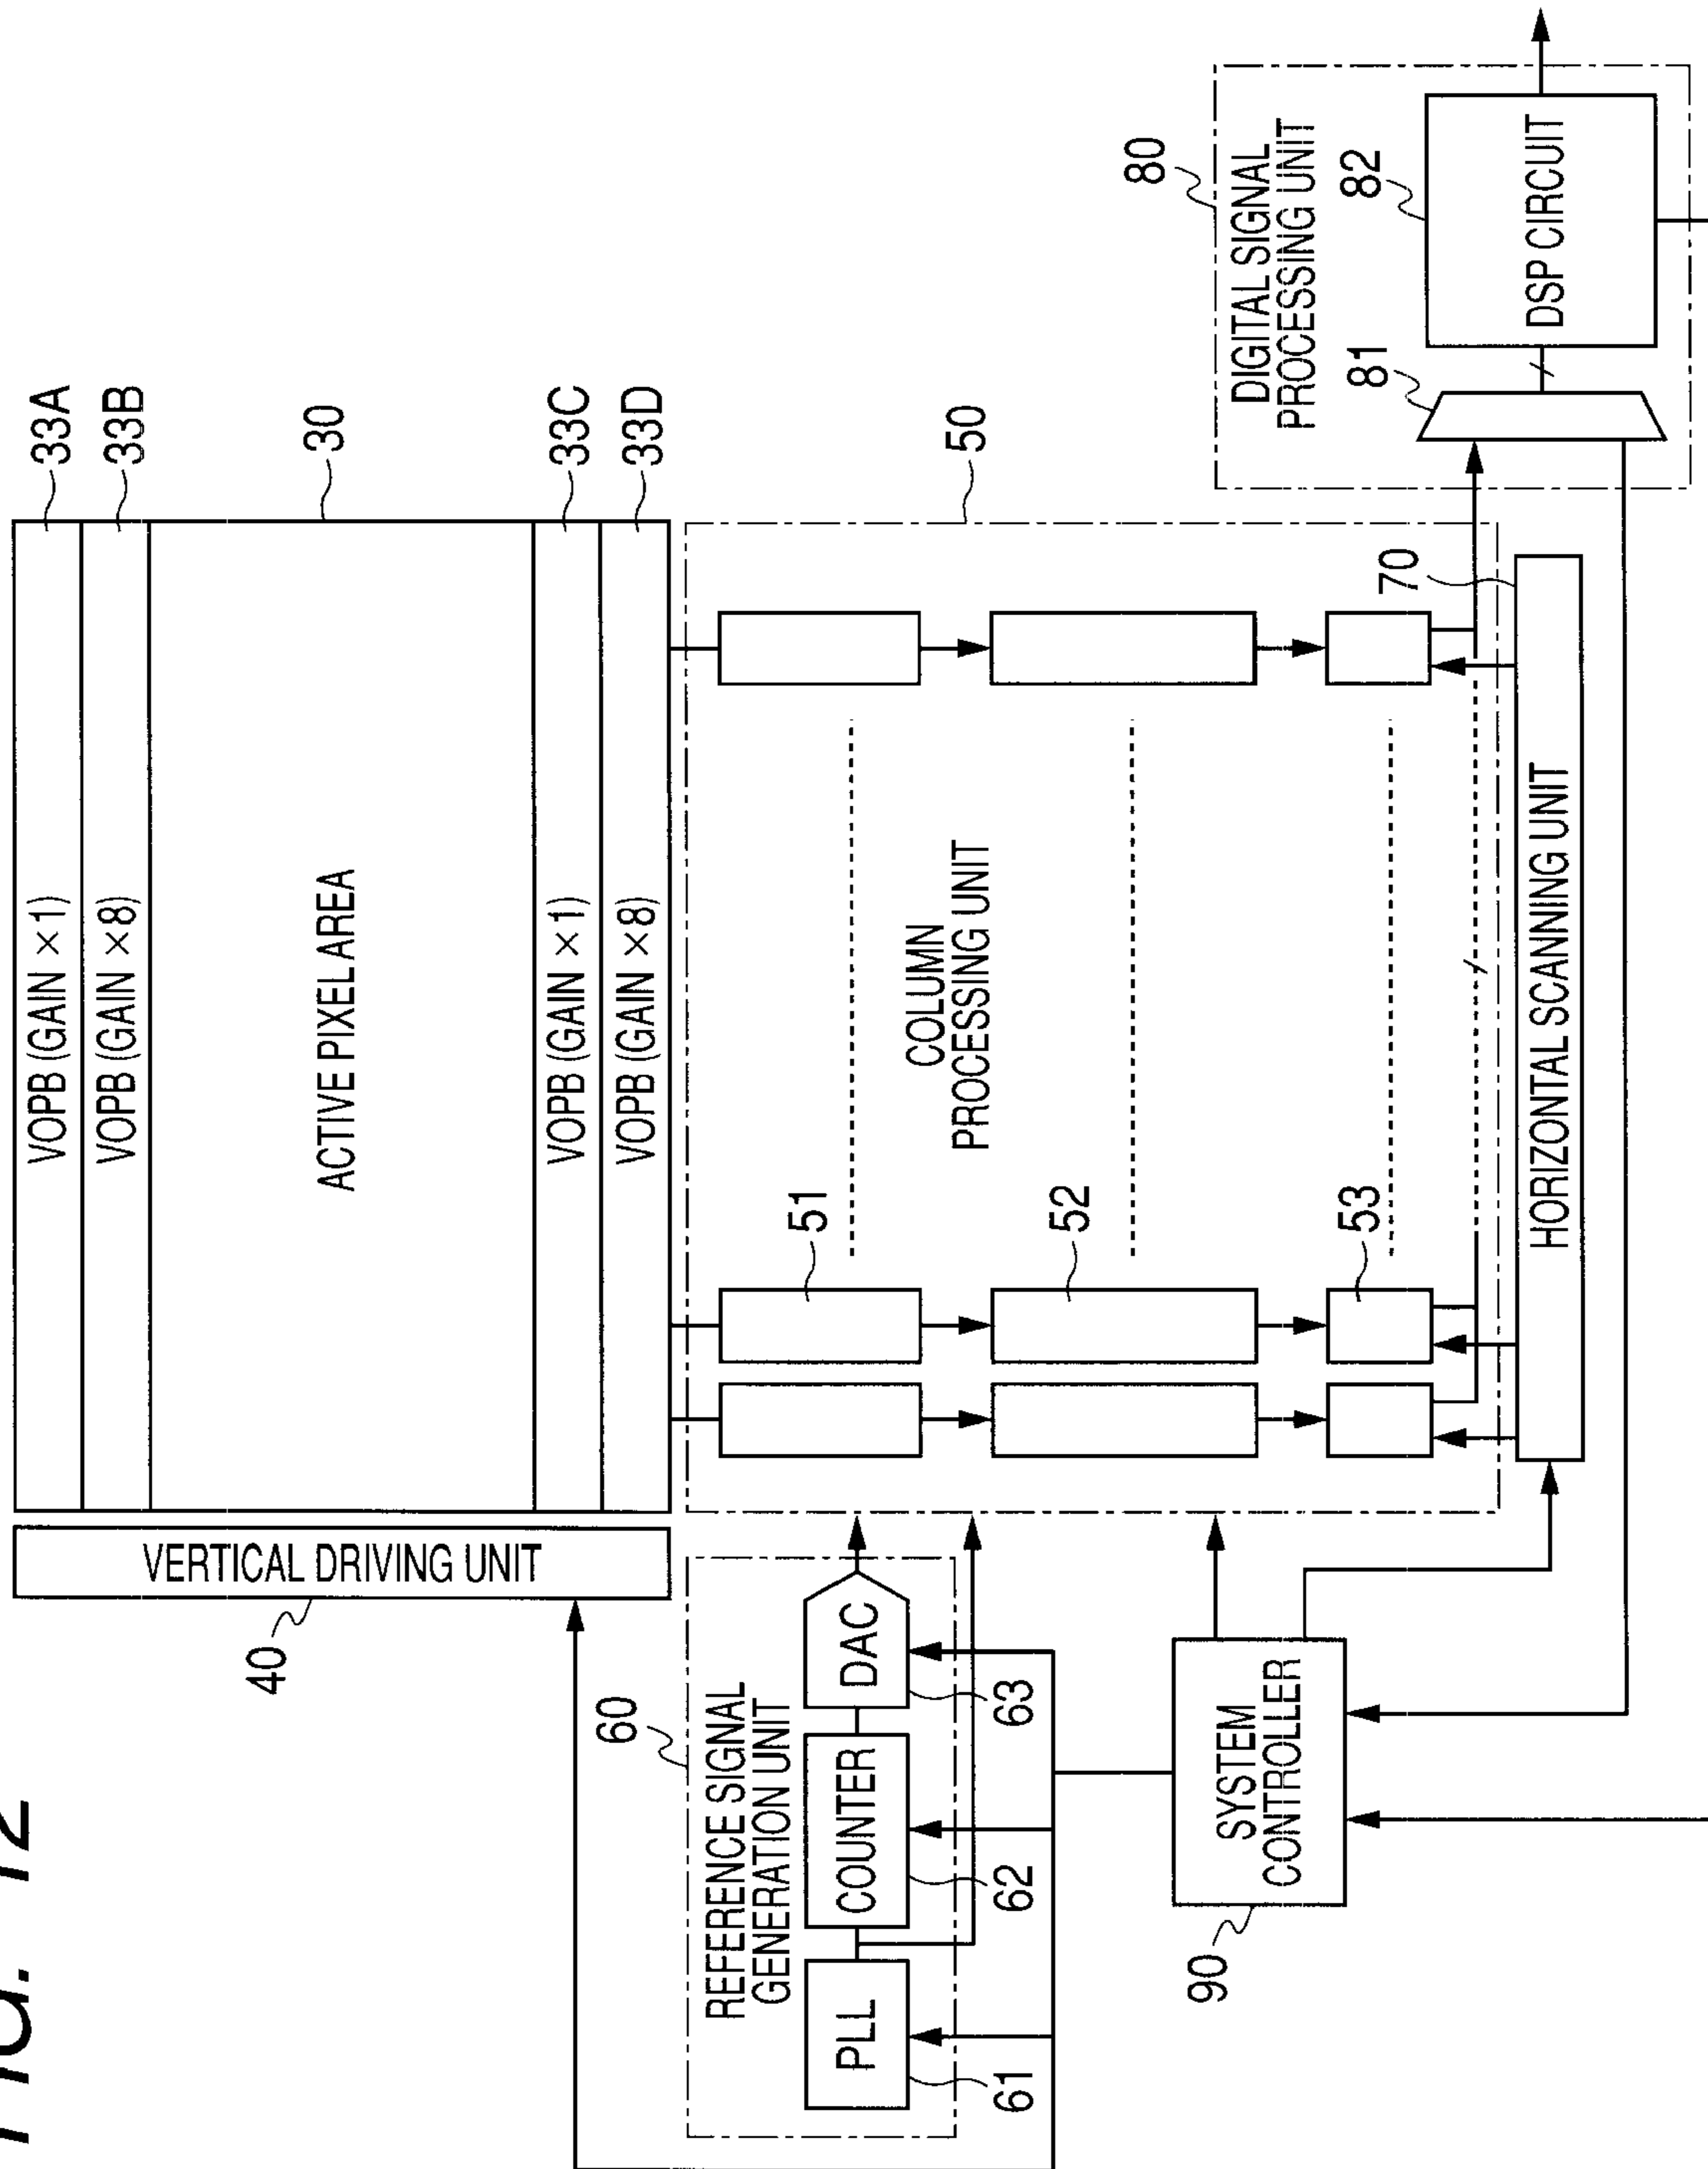 FIG. 12
33A
33B
30
33C
33D
VOPB (GAIN ×1)
VOPB (GAIN ×8)
ACTIVE PIXEL AREA
VOPB (GAIN ×1)
VOPB (GAIN ×8)
VERTICAL DRIVING UNIT
40
50
COLUMN
PROCESSING UNIT
51
52
53
70
HORIZONTAL SCANNING UNIT
60
REFERENCE SIGNAL
GENERATION UNIT
PLL
COUNTER
DAC
61
62
63
SYSTEM
CONTROLLER
90
80
DIGITAL SIGNAL
PROCESSING UNIT
81
82
DSP CIRCUIT